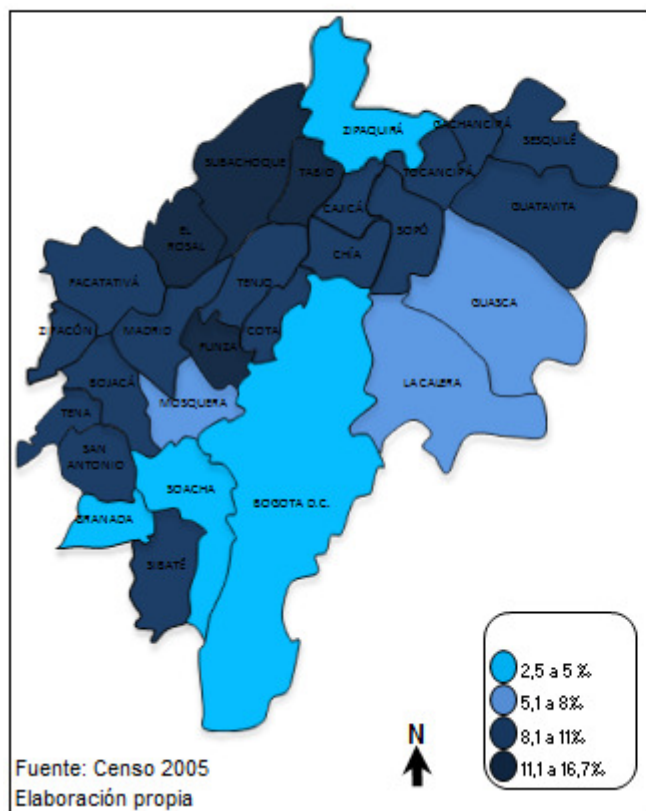 ZIPAQUIRÁ
GACHANCIPÁ
SESQUILÉ
SUBACHOQUE
TABIO
TOCANCIPÁ
CAJICÁ
GUATAVITA
SOPÓ
EL
ROSAL
CHÍA
FACATATIVÁ
TENJO
GUASCA
ZIPACÓN
MADRID
COTA
FUNZA
BOJACÁ
LA CALERA
MOSQUERA
TENA
SAN
ANTONIO
SOACHA
BOGOTA D.C.
GRANADA
SIBATÉ
2,5 a 5 ‰
5,1 a 8‰
8,1 a 11‰
11,1 a 16,7‰
N
Fuente: Censo 2005
Elaboración propia